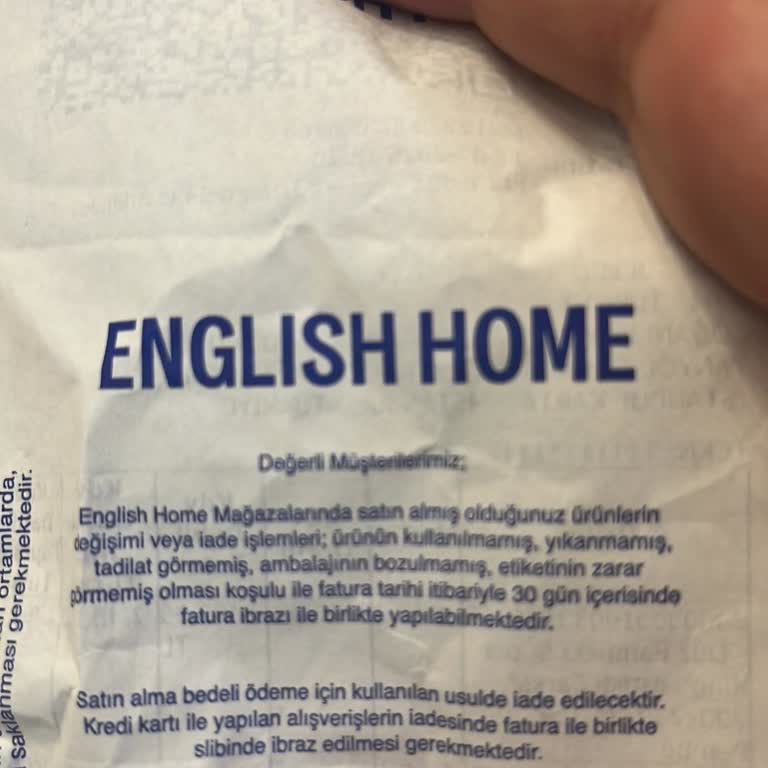 ENGLISH HOME
Değerli Müşterilerimiz;
English Home Mağazalarında satın almış olduğunuz ürünlerin
değişimi veya iade işlemleri; ürünün kullanılmamış, yıkanmamış,
tadilat görmemiş, ambalajının bozulmamış, etiketinin zarar
görmemiş olması koşulu ile fatura tarihi itibariyle 30 gün içerisinde
fatura ibrazı ile birlikte yapılabilmektedir.
Satın alma bedeli ödeme için kullanılan usulde iade edilecektir.
Kredi kartı ile yapılan alışverişlerin iadesinde fatura ile birlikte
slibinde ibraz edilmesi gerekmektedir.
ortamlarda,
saklanması gerekmektedir.